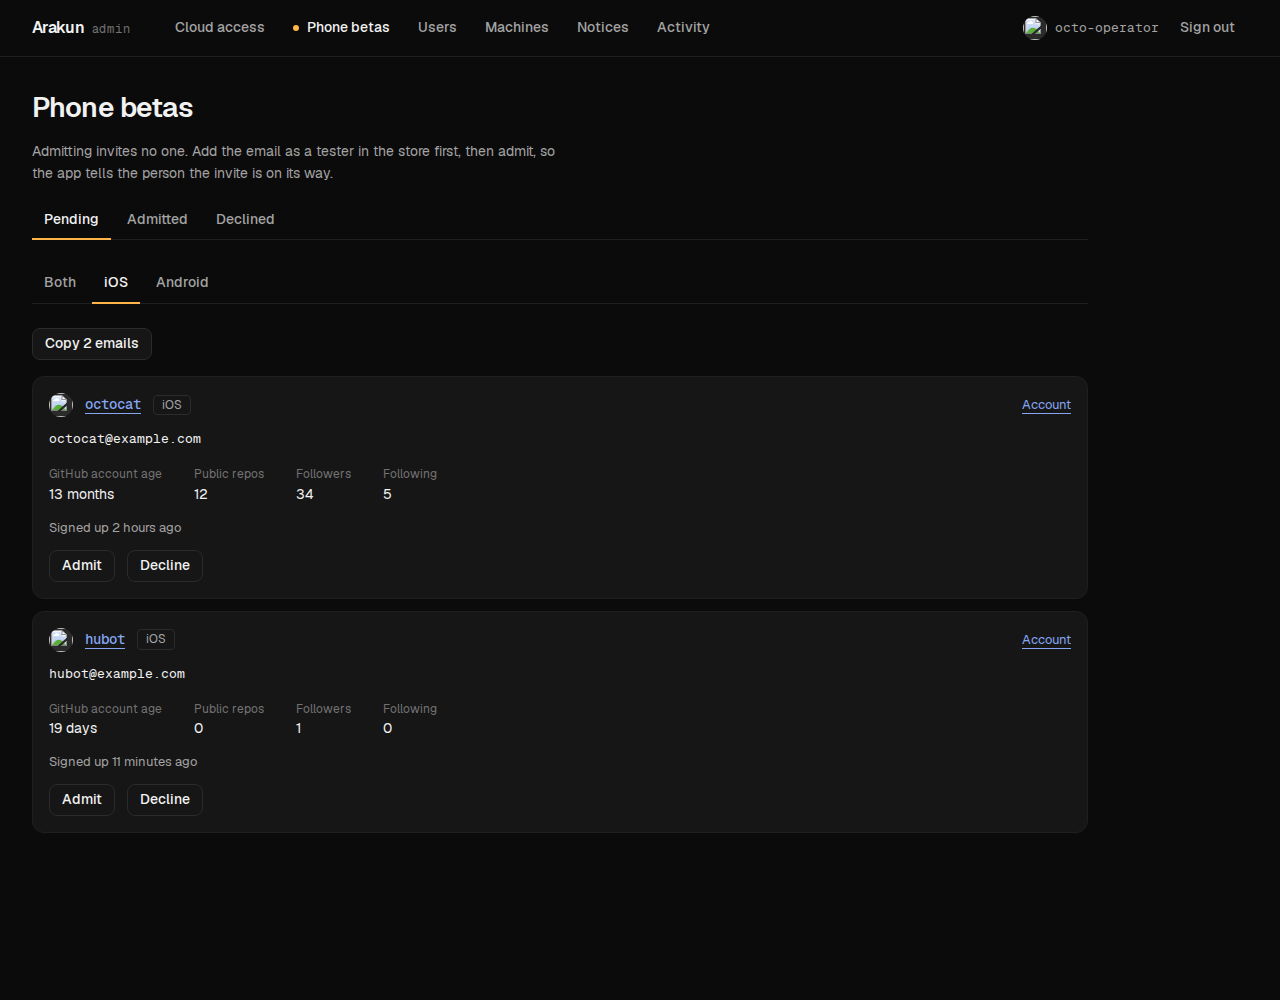 Arakun admin Cloud access Phone betas Users Machines Notices Activity octo-operator Sign out
Phone betas
Admitting invites no one. Add the email as a tester in the store first, then admit, so
the app tells the person the invite is on its way.
Pending Admitted Declined
Both iOS Android
Copy 2 emails
octocat iOS Account
octocat@example.com
GitHub account age Public repos Followers Following
13 months 12 34 5
Signed up 2 hours ago
Admit Decline
hubot iOS Account
hubot@example.com
GitHub account age Public repos Followers Following
19 days 0 1 0
Signed up 11 minutes ago
Admit Decline